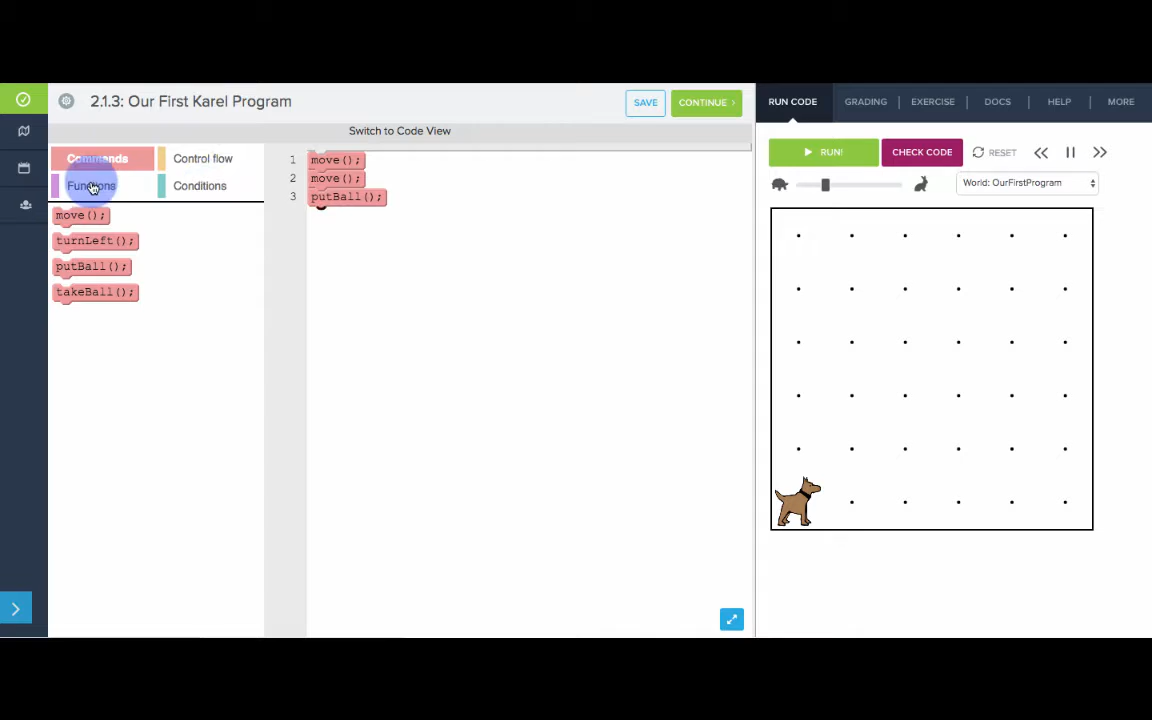 2.1.3: Our First Karel Program
SAVE
CONTINUE
Switch to Code View
Commands
Control flow
Functions
Conditions
move();
turnLeft();
putBall();
takeBall();
1 move();
2 move();
3 putBall();
RUN CODE
GRADING
EXERCISE
DOCS
HELP
MORE
RUN!
CHECK CODE
RESET
World: OurFirstProgram